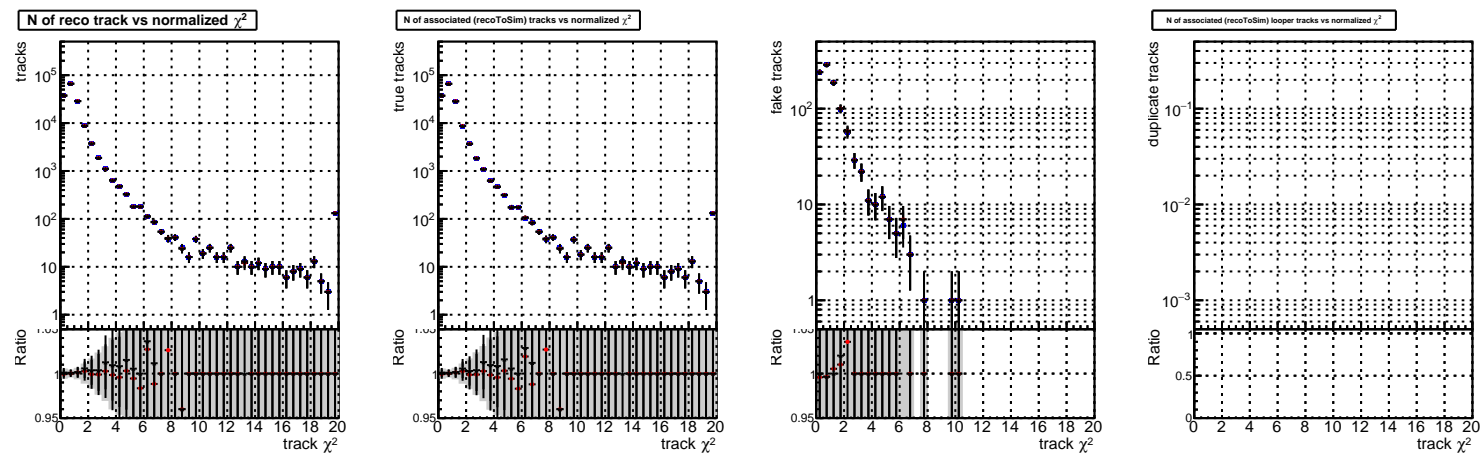 N of reco track vs normalized χ²
N of associated (recoToSim) tracks vs normalized χ²
N of associated (recoToSim) looper tracks vs normalized χ²
tracks
10⁵
10⁴
10³
10²
10
1
Ratio
1
0.95
0 2 4 6 8 10 12 14 16 18 20
track χ²
true tracks
10⁵
10⁴
10³
10²
10
1
Ratio
1
0.95
0 2 4 6 8 10 12 14 16 18 20
track χ²
fake tracks
10²
10
1
Ratio
1
0.95
0 2 4 6 8 10 12 14 16 18 20
track χ²
duplicate tracks
10⁻¹
10⁻²
10⁻³
Ratio
1
0.5
0
0 2 4 6 8 10 12 14 16 18 20
track χ²